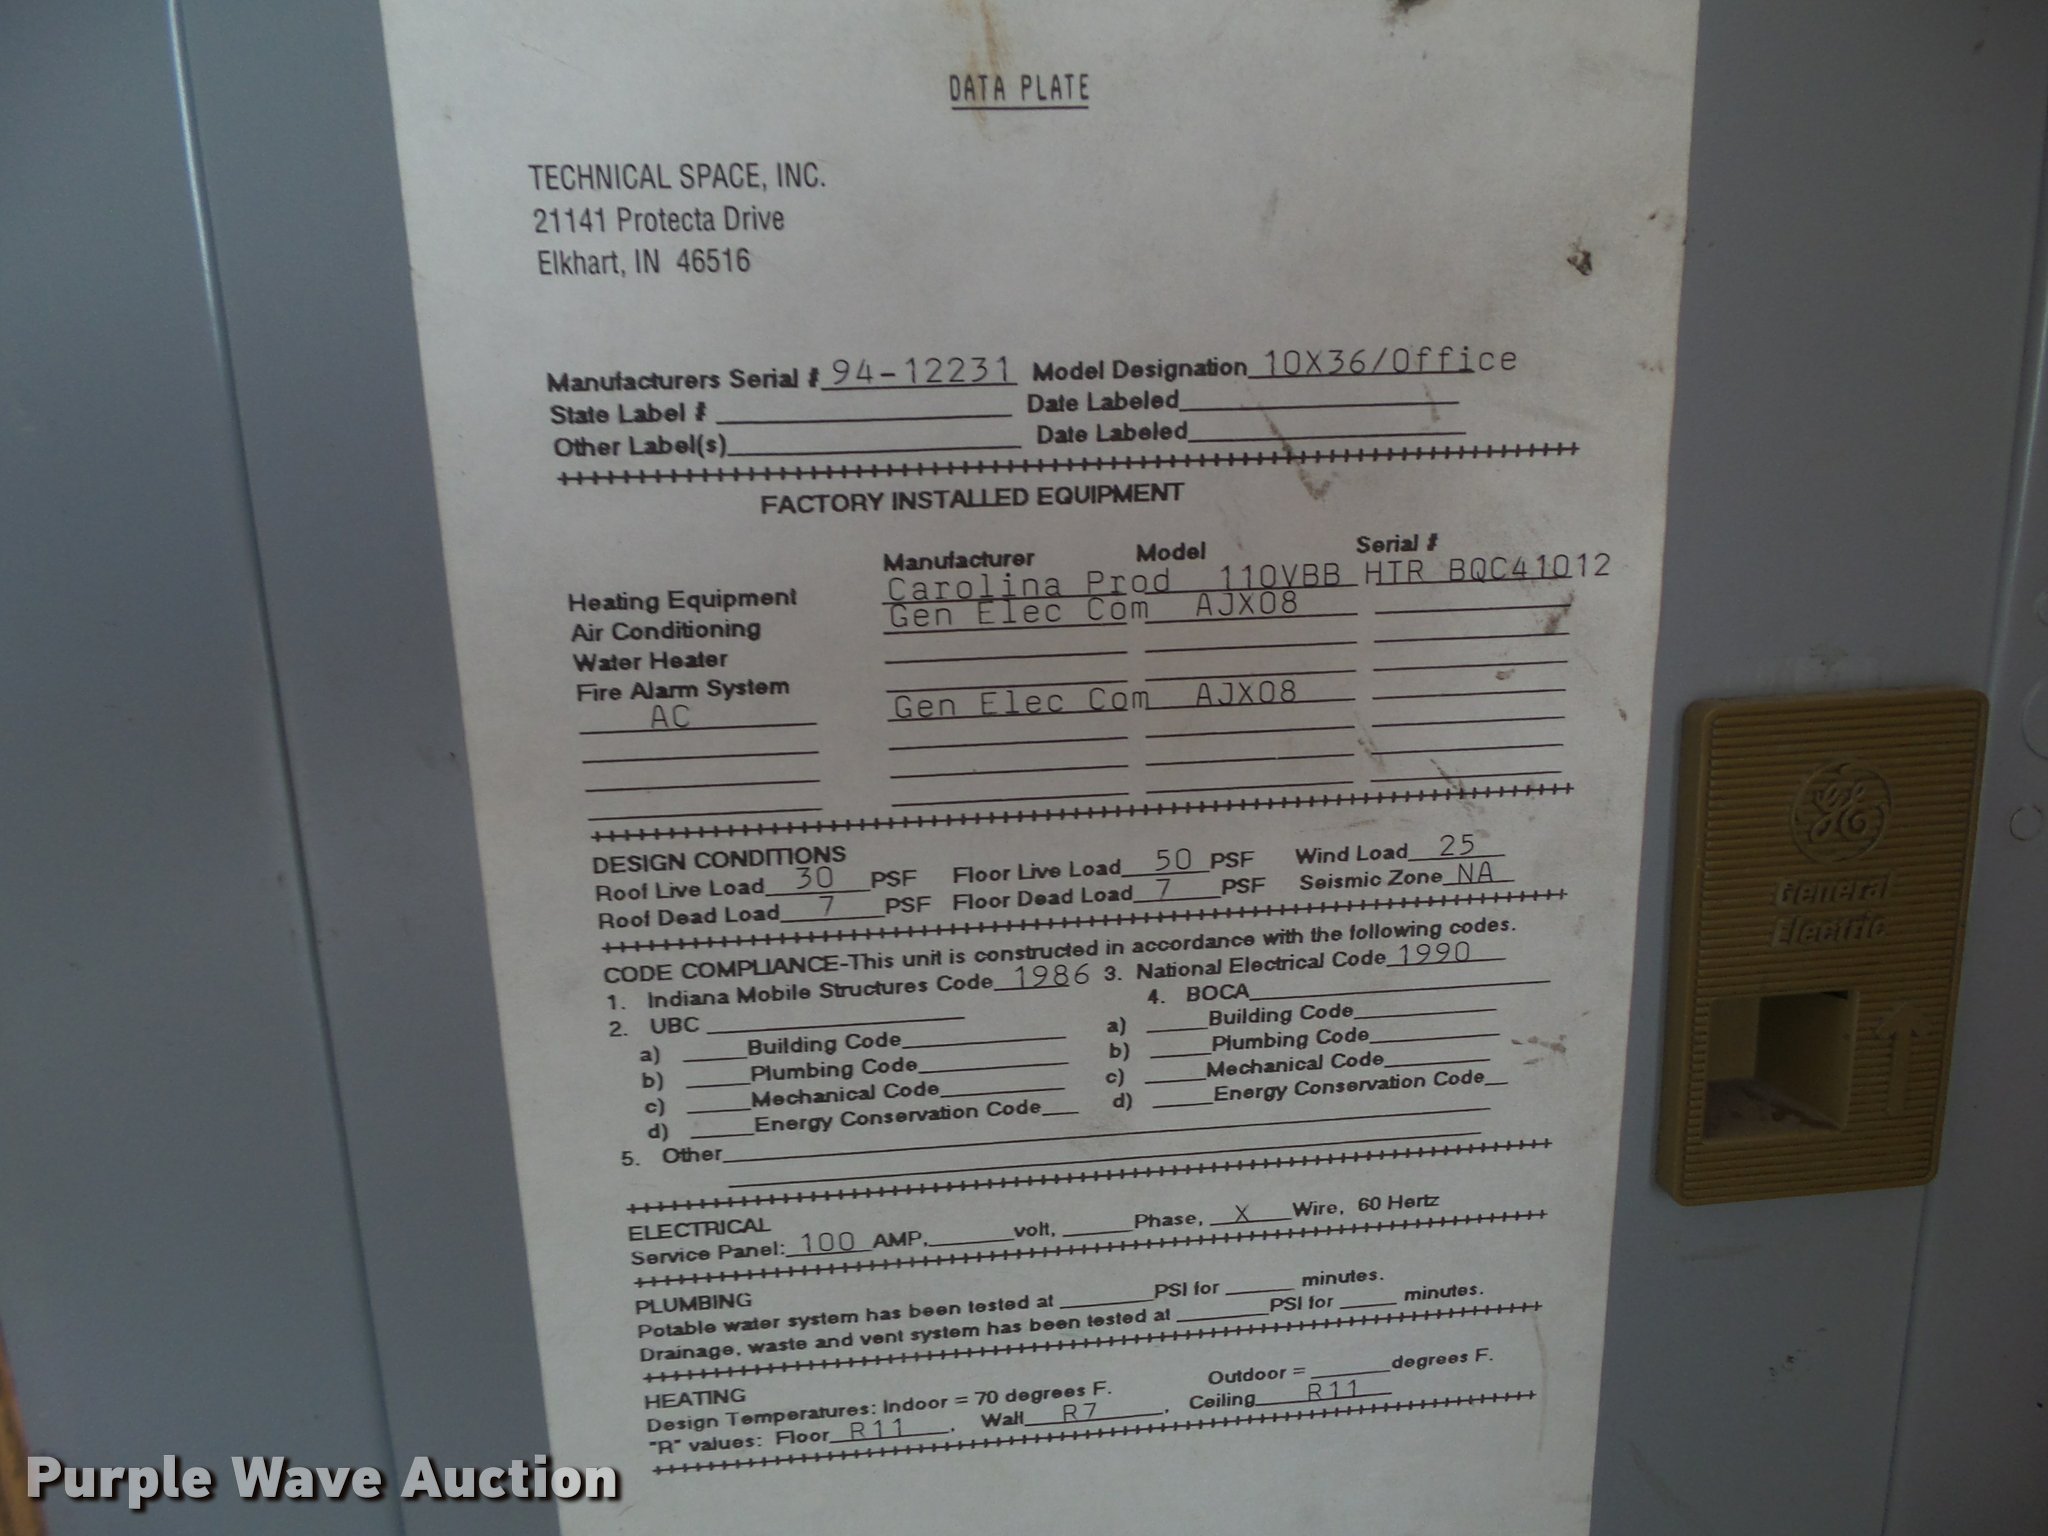 DATA PLATE
TECHNICAL SPACE, INC.
21141 Protecta Drive
Elkhart, IN 46516
Manufacturers Serial # 94-12231 Model Designation 10X36/Office
State Label # Date Labeled
Other Label(s) Date Labeled
FACTORY INSTALLED EQUIPMENT
Manufacturer Model Serial #
Heating Equipment Carolina Prod 110VBB HTR BQC41012
Air Conditioning Gen Elec Com AJX08
Water Heater
Fire Alarm System
AC Gen Elec Com AJX08
DESIGN CONDITIONS
Roof Live Load 30 PSF Floor Live Load 50 PSF Wind Load 25
Roof Dead Load 7 PSF Floor Dead Load 7 PSF Seismic Zone NA
CODE COMPLIANCE-This unit is constructed in accordance with the following codes.
1. Indiana Mobile Structures Code 1986 3. National Electrical Code 1990
2. UBC 4. BOCA
a) Building Code a) Building Code
b) Plumbing Code b) Plumbing Code
c) Mechanical Code c) Mechanical Code
d) Energy Conservation Code d) Energy Conservation Code
5. Other
ELECTRICAL
Service Panel: 100 AMP, volt, Phase, X Wire, 60 Hertz
PLUMBING
Potable water system has been tested at PSI for minutes.
Drainage, waste and vent system has been tested at PSI for minutes.
HEATING
Design Temperatures: Indoor = 70 degrees F. Outdoor = degrees F.
"R" values: Floor R11, Wall R7, Ceiling R11
GE
General
Electric
Purple Wave Auction